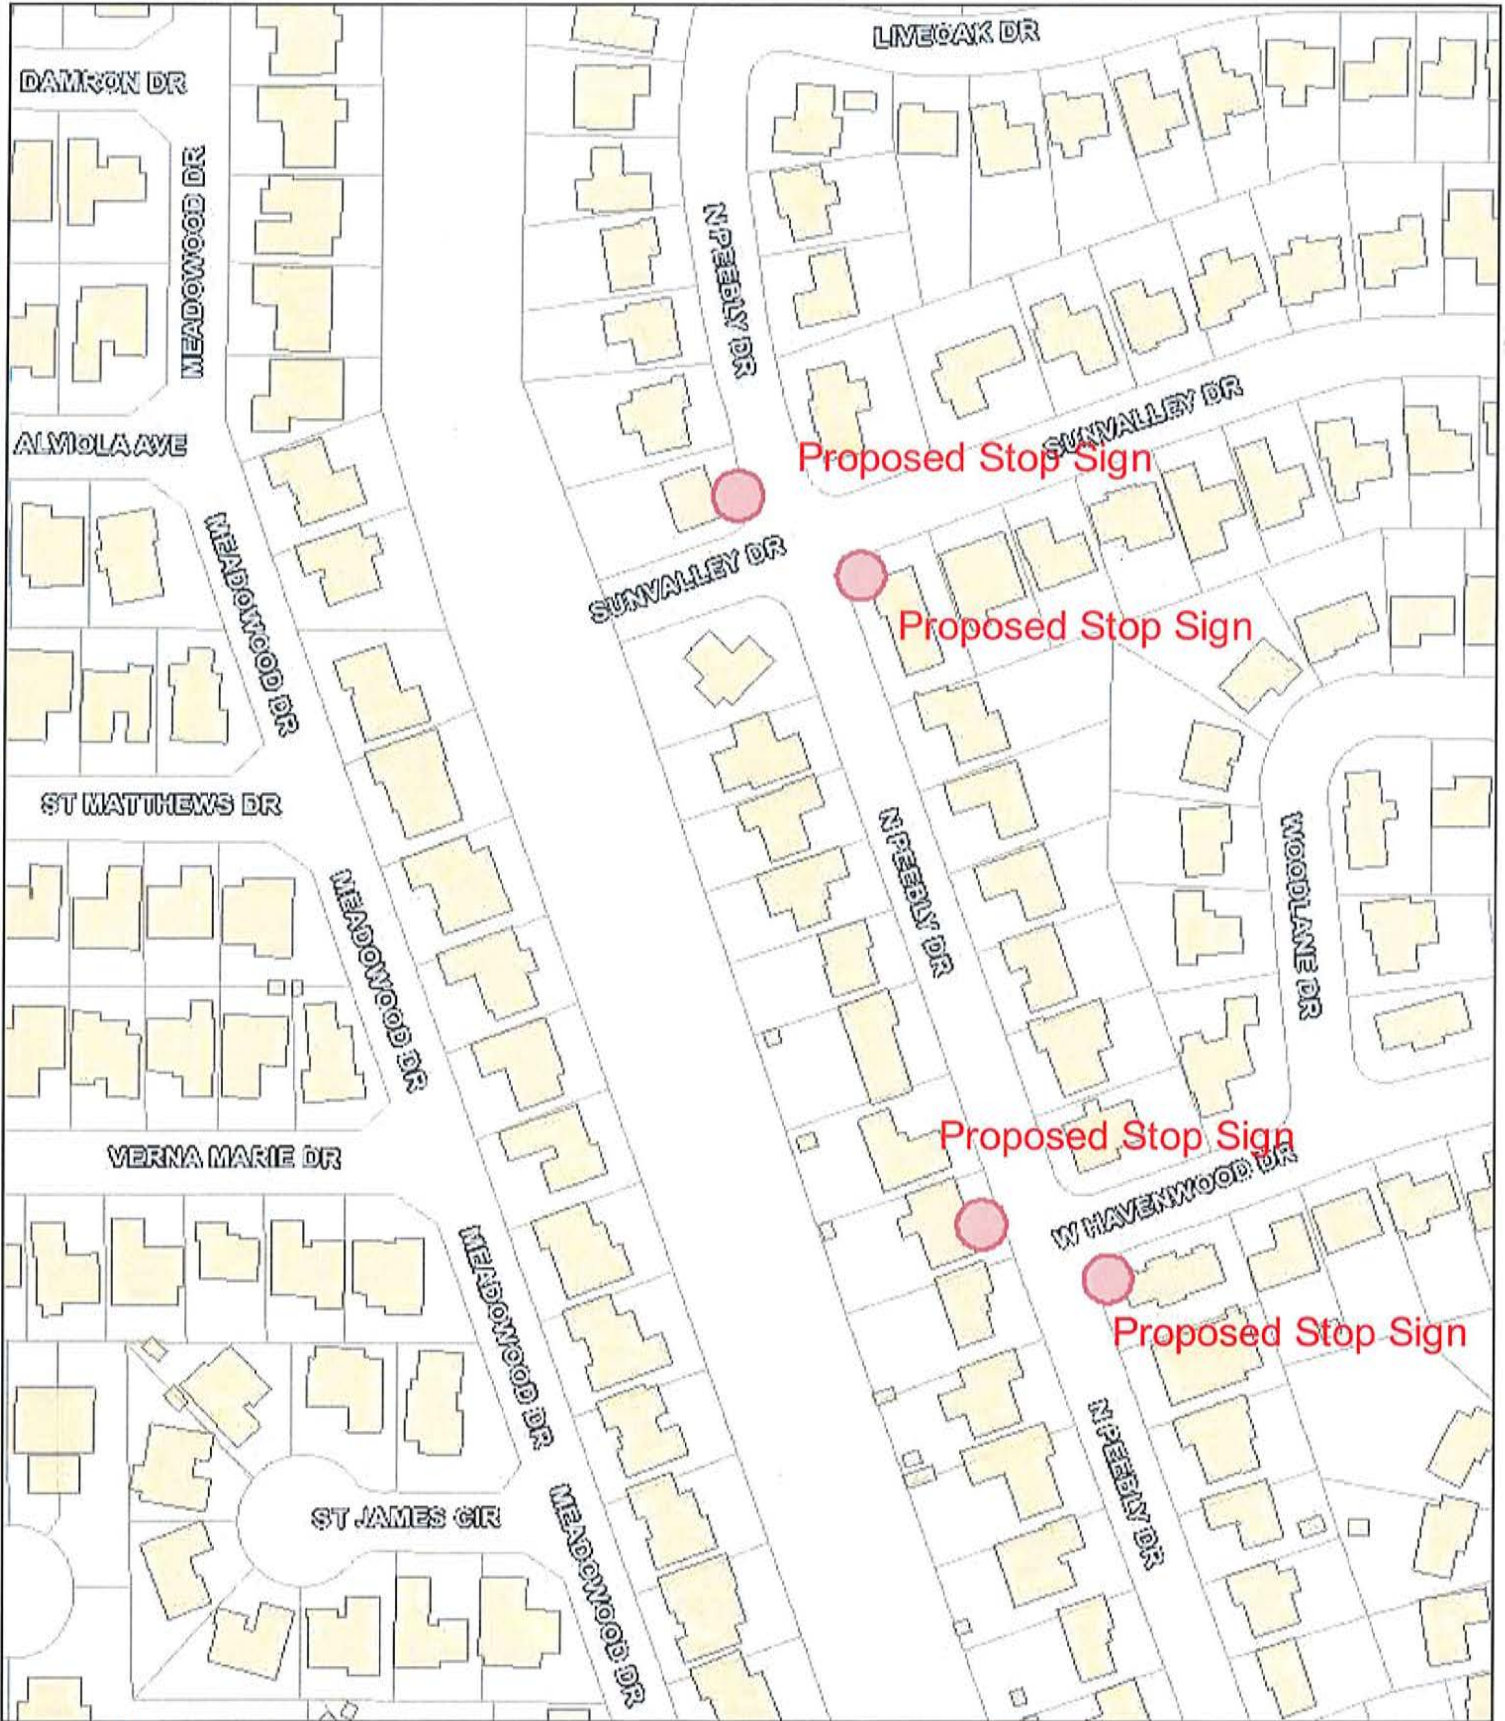 LIVEOAK DR
DAMRON DR
MEADOWOOD DR
N PEEBLY DR
SUNVALLEY DR
ALVIOLA AVE
Proposed Stop Sign
SUNVALLEY DR
MEADOWOOD DR
Proposed Stop Sign
ST MATTHEWS DR
N PEEBLY DR
WOODLANE DR
MEADOWOOD DR
Proposed Stop Sign
VERNA MARIE DR
W HAVENWOOD DR
MEADOWOOD DR
Proposed Stop Sign
N PEEBLY DR
ST JAMES CIR
MEADOWOOD DR